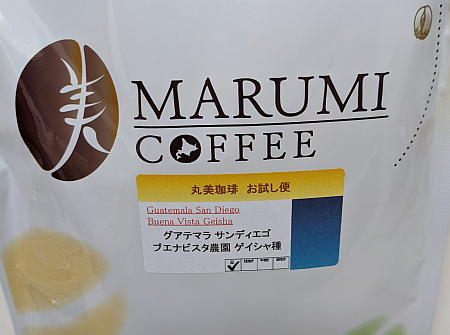 美
MARUMI
COFFEE
丸美珈琲 お試し便
Guatemala San Diego
Buena Vista Geisha
グアテマラ サンディエゴ
ブエナビスタ農園 ゲイシャ種